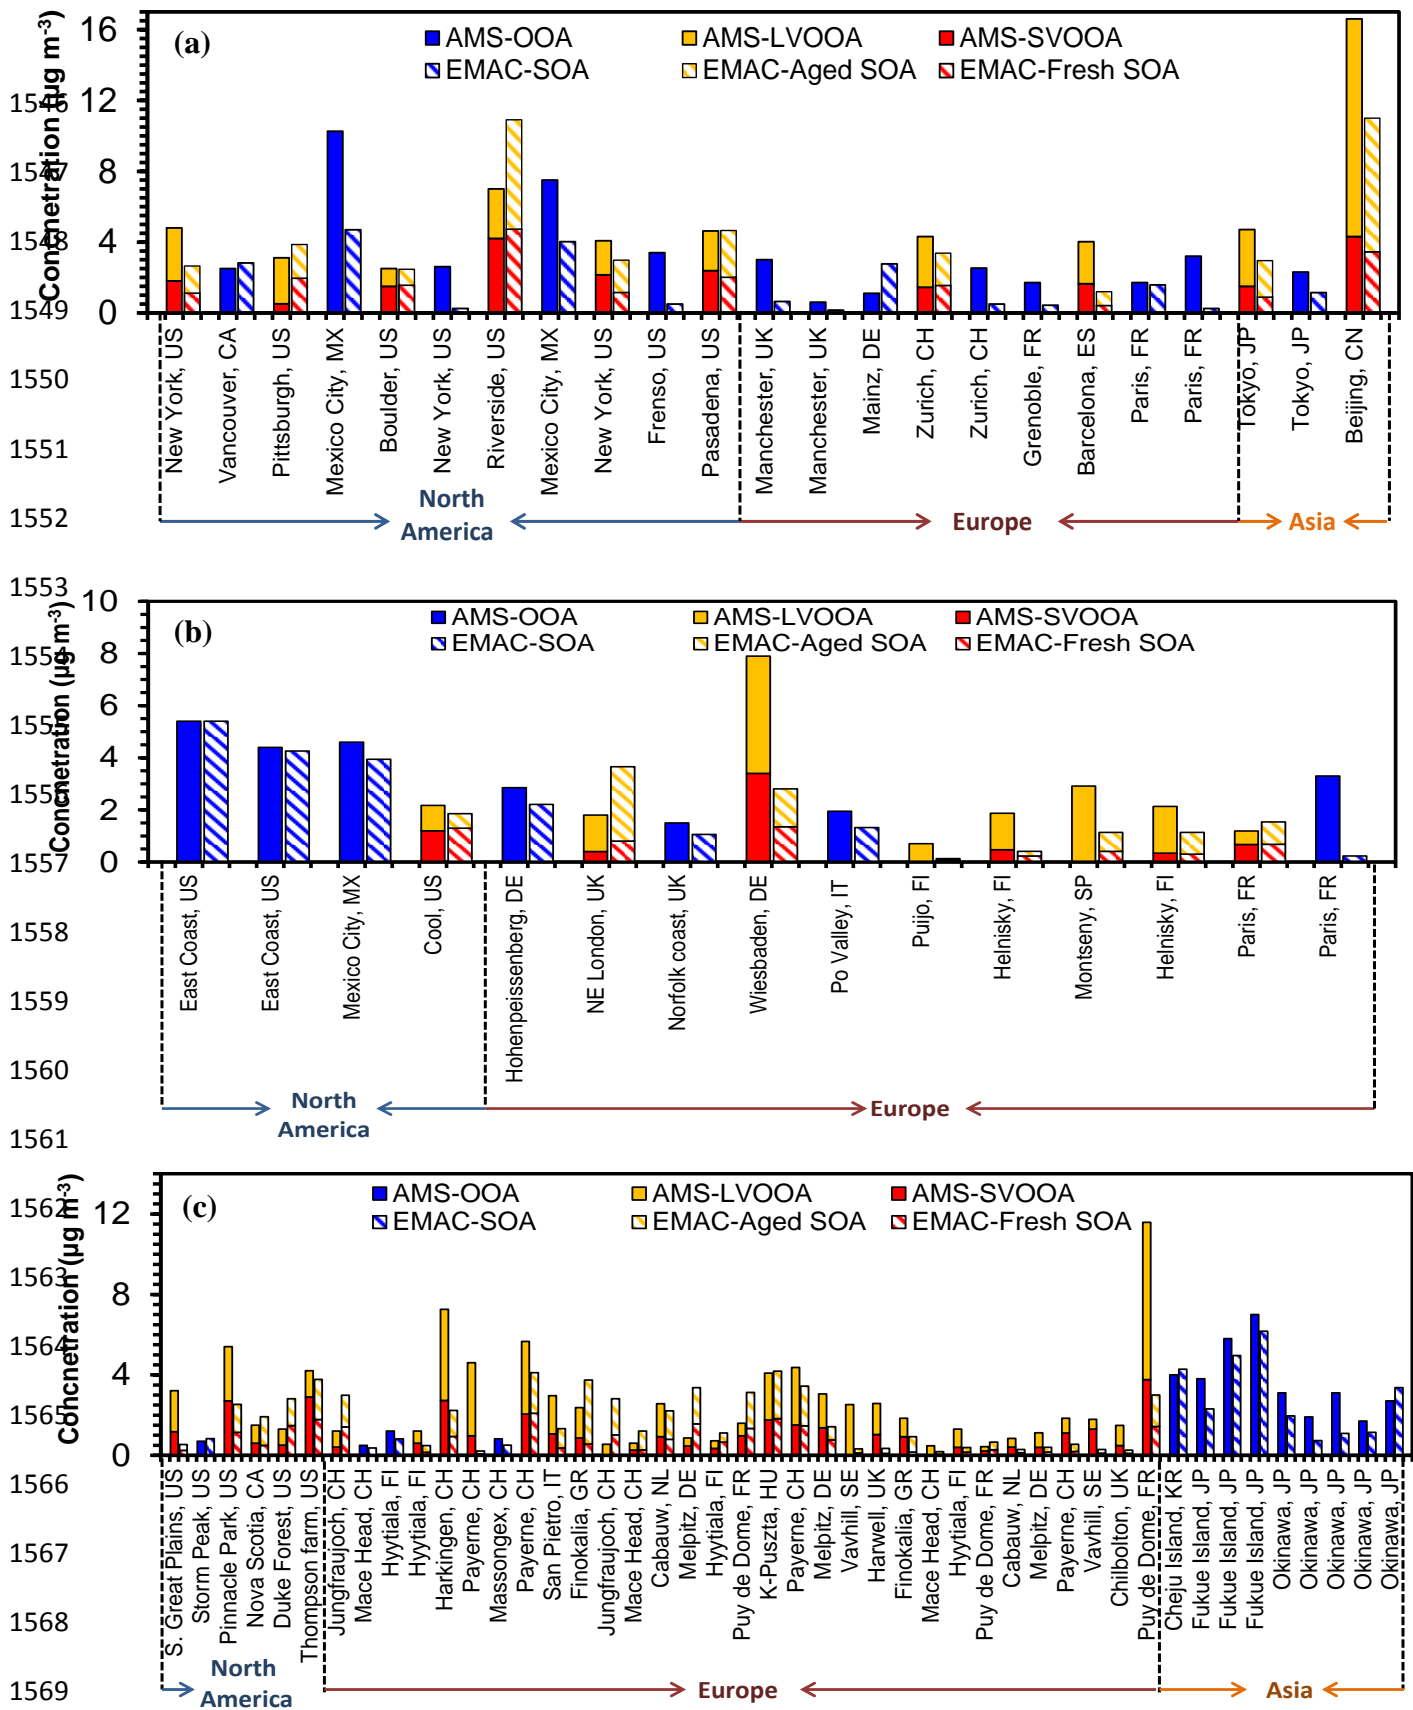 (a)
AMS-OOA AMS-LVOOA AMS-SVOOA
EMAC-SOA EMAC-Aged SOA EMAC-Fresh SOA
Concnetration (µg m-3)
16
12
8
4
0
1546
1547
1548
1549
1550
1551
1552
1553
New York, US
Vancouver, CA
Pittsburgh, US
Mexico City, MX
Boulder, US
New York, US
Riverside, US
Mexico City, MX
New York, US
Frenso, US
Pasadena, US
Manchester, UK
Manchester, UK
Mainz, DE
Zurich, CH
Zurich, CH
Grenoble, FR
Barcelona, ES
Paris, FR
Paris, FR
Tokyo, JP
Tokyo, JP
Beijing, CN
North
America
Europe
Asia
(b)
AMS-OOA AMS-LVOOA AMS-SVOOA
EMAC-SOA EMAC-Aged SOA EMAC-Fresh SOA
Concnetration (µg m-3)
10
8
6
4
2
0
1554
1555
1556
1557
1558
1559
1560
1561
East Coast, US
East Coast, US
Mexico City, MX
Cool, US
Hohenpeissenberg, DE
NE London, UK
Norfolk coast, UK
Wiesbaden, DE
Po Valley, IT
Puijo, FI
Helnisky, FI
Montseny, SP
Helnisky, FI
Paris, FR
Paris, FR
North
America
Europe
(c)
AMS-OOA AMS-LVOOA AMS-SVOOA
EMAC-SOA EMAC-Aged SOA EMAC-Fresh SOA
Concnetration (µg m-3)
12
8
4
0
1562
1563
1564
1565
1566
1567
1568
1569
S. Great Plains, US
Storm Peak, US
Pinnacle Park, US
Nova Scotia, CA
Duke Forest, US
Thompson farm, US
Jungfraujoch, CH
Mace Head, CH
Hyytiala, FI
Hyytiala, FI
Harkingen, CH
Payerne, CH
Massongex, CH
Payerne, CH
San Pietro, IT
Finokalia, GR
Jungfraujoch, CH
Mace Head, CH
Cabauw, NL
Melpitz, DE
Hyytiala, FI
Puy de Dome, FR
K-Puszta, HU
Payerne, CH
Melpitz, DE
Vavhill, SE
Harwell, UK
Finokalia, GR
Mace Head, CH
Hyytiala, FI
Puy de Dome, FR
Cabauw, NL
Melpitz, DE
Payerne, CH
Vavhill, SE
Chilbolton, UK
Puy de Dome, FR
Cheju Island, KR
Fukue Island, JP
Fukue Island, JP
Fukue Island, JP
Okinawa, JP
Okinawa, JP
Okinawa, JP
Okinawa, JP
Okinawa, JP
North
America
Europe
Asia